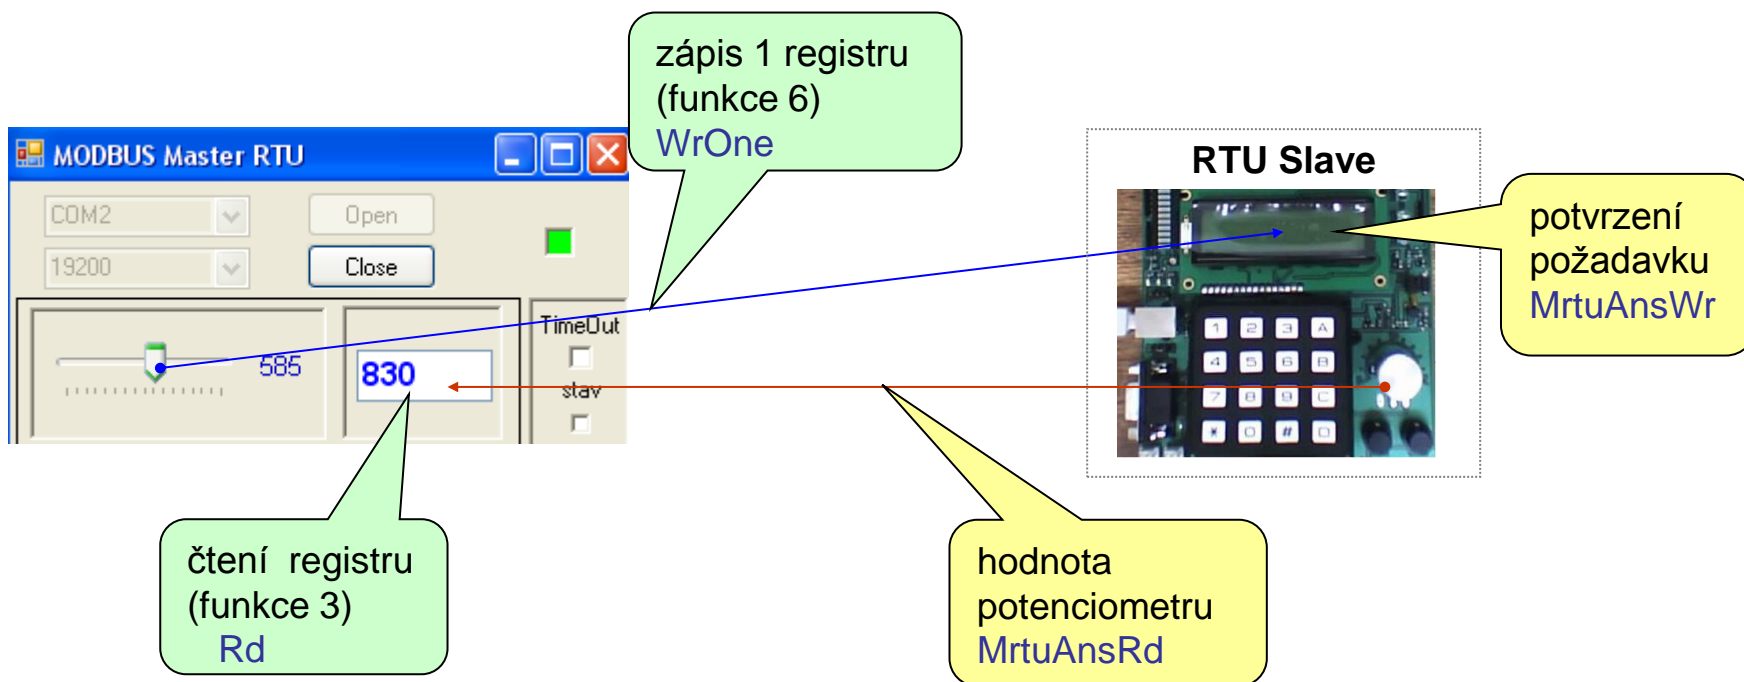 zápis 1 registru
(funkce 6)
WrOne
MODBUS Master RTU
COM2
Open
19200
Close
585
830
TimeOut
stav
RTU Slave
1 2 3 A
4 5 6 B
7 8 9 C
* 0 # D
potvrzení
požadavku
MrtuAnsWr
čtení registru
(funkce 3)
Rd
hodnota
potenciometru
MrtuAnsRd